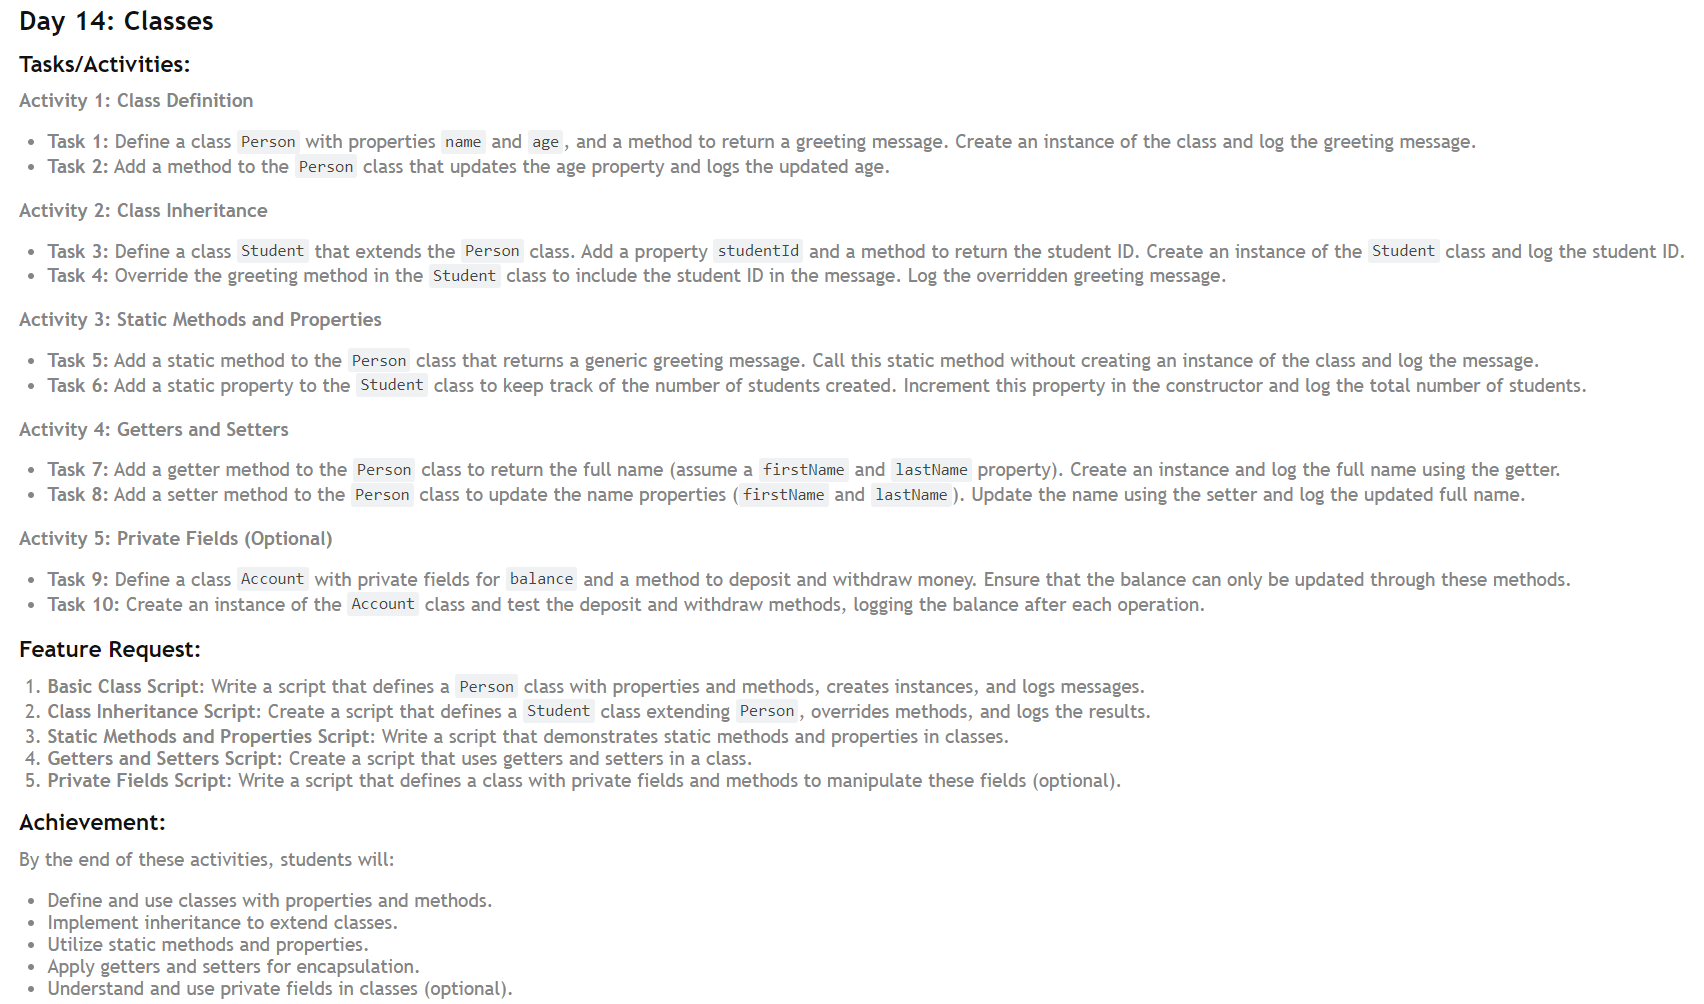 Day 14: Classes
Tasks/Activities:
Activity 1: Class Definition
• Task 1: Define a class Person with properties name and age, and a method to return a greeting message. Create an instance of the class and log the greeting message.
• Task 2: Add a method to the Person class that updates the age property and logs the updated age.
Activity 2: Class Inheritance
• Task 3: Define a class Student that extends the Person class. Add a property studentId and a method to return the student ID. Create an instance of the Student class and log the student ID.
• Task 4: Override the greeting method in the Student class to include the student ID in the message. Log the overridden greeting message.
Activity 3: Static Methods and Properties
• Task 5: Add a static method to the Person class that returns a generic greeting message. Call this static method without creating an instance of the class and log the message.
• Task 6: Add a static property to the Student class to keep track of the number of students created. Increment this property in the constructor and log the total number of students.
Activity 4: Getters and Setters
• Task 7: Add a getter method to the Person class to return the full name (assume a firstName and lastName property). Create an instance and log the full name using the getter.
• Task 8: Add a setter method to the Person class to update the name properties (firstName and lastName). Update the name using the setter and log the updated full name.
Activity 5: Private Fields (Optional)
• Task 9: Define a class Account with private fields for balance and a method to deposit and withdraw money. Ensure that the balance can only be updated through these methods.
• Task 10: Create an instance of the Account class and test the deposit and withdraw methods, logging the balance after each operation.
Feature Request:
1. Basic Class Script: Write a script that defines a Person class with properties and methods, creates instances, and logs messages.
2. Class Inheritance Script: Create a script that defines a Student class extending Person, overrides methods, and logs the results.
3. Static Methods and Properties Script: Write a script that demonstrates static methods and properties in classes.
4. Getters and Setters Script: Create a script that uses getters and setters in a class.
5. Private Fields Script: Write a script that defines a class with private fields and methods to manipulate these fields (optional).
Achievement:
By the end of these activities, students will:
• Define and use classes with properties and methods.
• Implement inheritance to extend classes.
• Utilize static methods and properties.
• Apply getters and setters for encapsulation.
• Understand and use private fields in classes (optional).